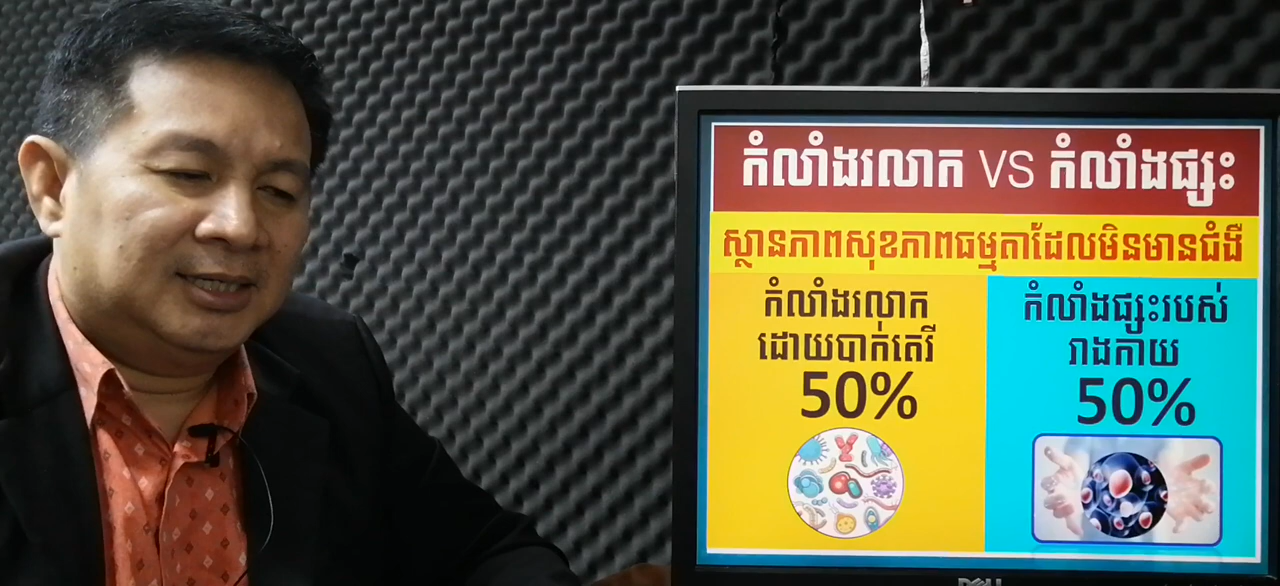 កំលាំងរលាក VS កំលាំងផ្សះ
ស្ថានភាពសុខភាពធម្មតាដែលមិនមានជំងឺ
កំលាំងរលាក
ដោយបាក់តេរី
50%
កំលាំងផ្សះរបស់
រាងកាយ
50%
DELL